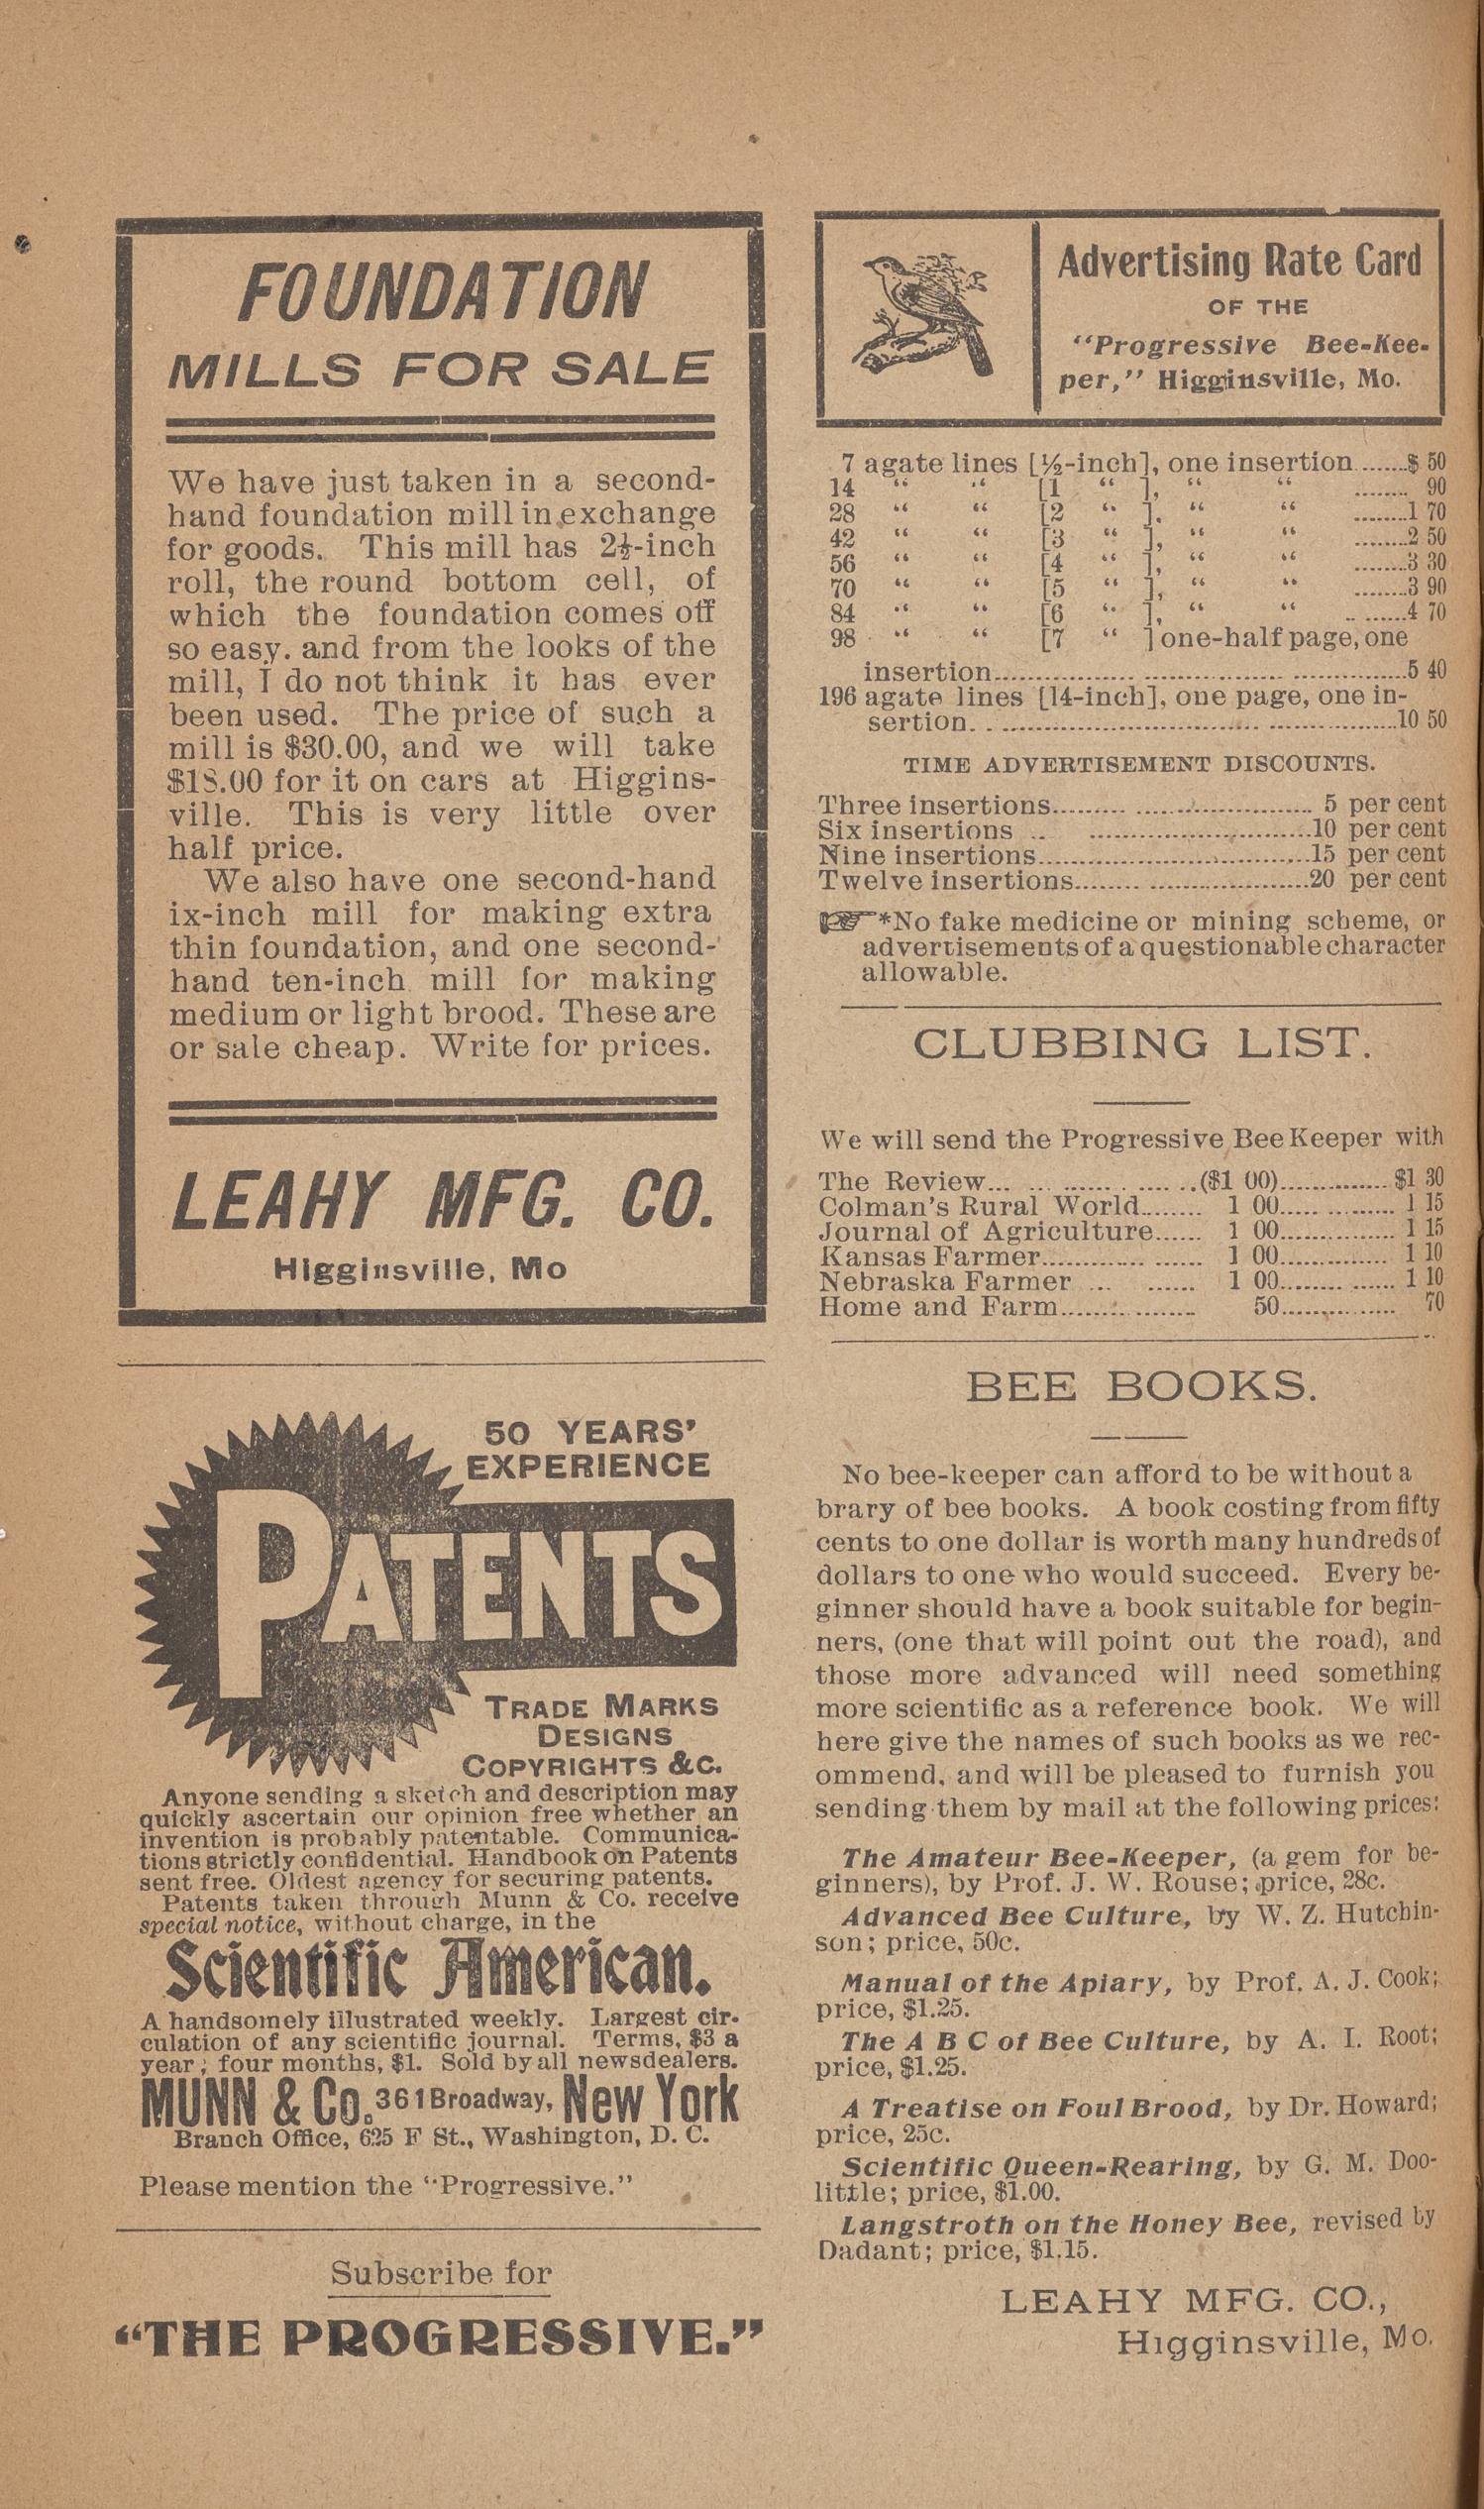 FOUNDATION
MILLS FOR SALE
We have just taken in a second-
hand foundation mill in exchange
for goods. This mill has 2½-inch
roll, the round bottom cell, of
which the foundation comes off
so easy. and from the looks of the
mill, I do not think it has ever
been used. The price of such a
mill is $30.00, and we will take
$18.00 for it on cars at Higgins-
ville. This is very little over
half price.
We also have one second-hand
ix-inch mill for making extra
thin foundation, and one second-
hand ten-inch mill for making
medium or light brood. These are
or sale cheap. Write for prices.
LEAHY MFG. CO.
Higginsville, Mo
50 YEARS'
EXPERIENCE
PATENTS
TRADE MARKS
DESIGNS
COPYRIGHTS &C.
Anyone sending a sketch and description may
quickly ascertain our opinion free whether an
invention is probably patentable. Communica-
tions strictly confidential. Handbook on Patents
sent free. Oldest agency for securing patents.
Patents taken through Munn & Co. receive
special notice, without charge, in the
Scientific American.
A handsomely illustrated weekly. Largest cir-
culation of any scientific journal. Terms, $3 a
year; four months, $1. Sold by all newsdealers.
MUNN & Co. 361 Broadway, New York
Branch Office, 625 F St., Washington, D. C.
Please mention the "Progressive."
Subscribe for
"THE PROGRESSIVE."
Advertising Rate Card
OF THE
"Progressive Bee-Kee-
per," Higginsville, Mo.
7 agate lines [½-inch], one insertion.......$ 50
14 " " [1 " ], " " ........ 90
28 " " [2 " ]. " " ........1 70
42 " " [3 " ], " " ........2 50
56 " " [4 " ], " " ........3 30
70 " " [5 " ], " " ........3 90
84 " " [6 " ], " " ........4 70
98 " " [7 " ] one-half page, one
insertion................ ..................... ...............5 40
196 agate lines [14-inch], one page, one in-
sertion. . ................................. ..................10 50
TIME ADVERTISEMENT DISCOUNTS.
Three insertions......... ....................... 5 per cent
Six insertions .. .............................10 per cent
Nine insertions...................................15 per cent
Twelve insertions........ .....................20 per cent
☞*No fake medicine or mining scheme, or
advertisements of a questionable character
allowable.
CLUBBING LIST.
We will send the Progressive Bee Keeper with
The Review... ... ........ . .... ..($1 00)............... $1 30
Colman's Rural World........ 1 00..... .......... 1 15
Journal of Agriculture...... 1 00................ 1 15
Kansas Farmer............. ...... 1 00............... 1 10
Nebraska Farmer ... ...... 1 00......... ...... 1 10
Home and Farm....... ........ 50................ 70
BEE BOOKS.
No bee-keeper can afford to be without a
brary of bee books. A book costing from fifty
cents to one dollar is worth many hundreds of
dollars to one who would succeed. Every be-
ginner should have a book suitable for begin-
ners, (one that will point out the road), and
those more advanced will need something
more scientific as a reference book. We will
here give the names of such books as we rec-
ommend, and will be pleased to furnish you
sending them by mail at the following prices:
The Amateur Bee-Keeper, (a gem for be-
ginners), by Prof. J. W. Rouse; price, 28c.
Advanced Bee Culture, by W. Z. Hutchin-
son; price, 50c.
Manual of the Apiary, by Prof. A. J. Cook;
price, $1.25.
The A B C of Bee Culture, by A. I. Root;
price, $1.25.
A Treatise on Foul Brood, by Dr. Howard;
price, 25c.
Scientific Queen-Rearing, by G. M. Doo-
little; price, $1.00.
Langstroth on the Honey Bee, revised by
Dadant; price, $1.15.
LEAHY MFG. CO.,
Higginsville, Mo.